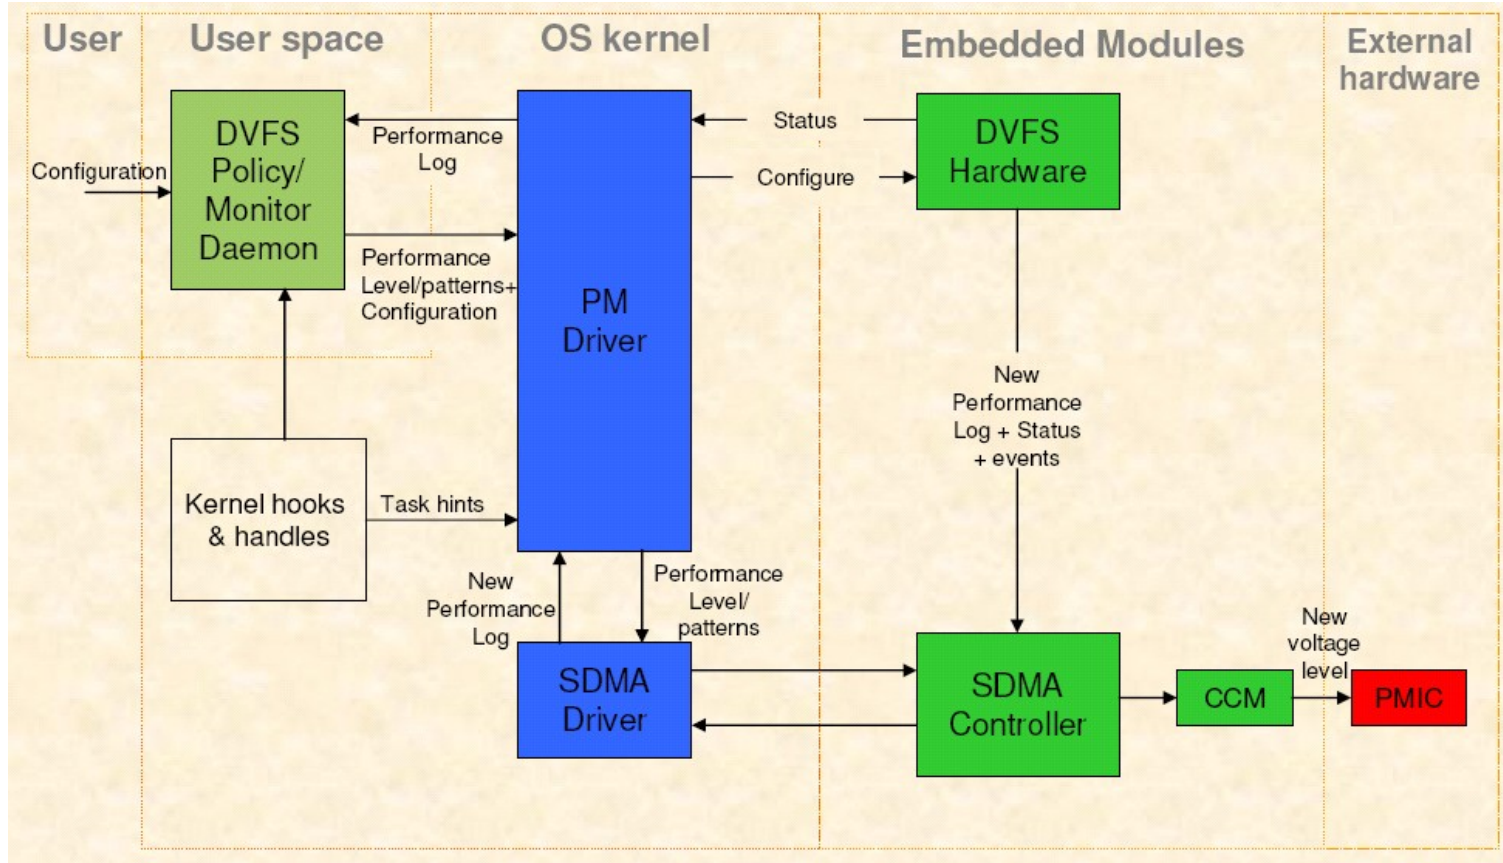 User
User space
OS kernel
Embedded Modules
External
hardware
Configuration
DVFS
Policy/
Monitor
Daemon
Performance
Log
Performance
Level/patterns+
Configuration
PM
Driver
Status
Configure
DVFS
Hardware
New
Performance
Log + Status
+ events
Kernel hooks
& handles
Task hints
New
Performance
Log
Performance
Level/
patterns
SDMA
Driver
SDMA
Controller
CCM
New
voltage
level
PMIC